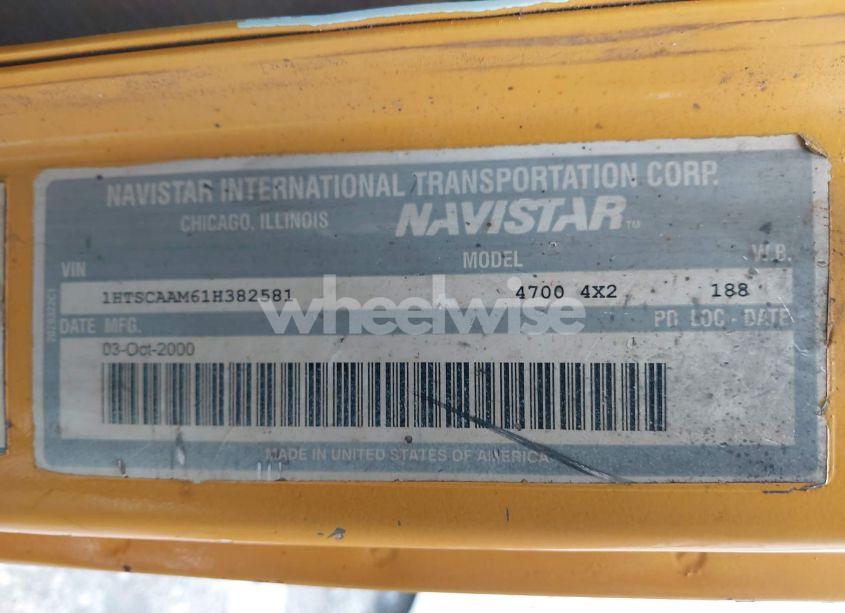 NAVISTAR INTERNATIONAL TRANSPORTATION CORP.
CHICAGO, ILLINOIS NAVISTAR™
VIN MODEL W.B.
1HTSCAAM61H382581 4700 4X2 188
wheelwise
DATE MFG. PD LOC - DATE
03-Oct-2000
MADE IN UNITED STATES OF AMERICA